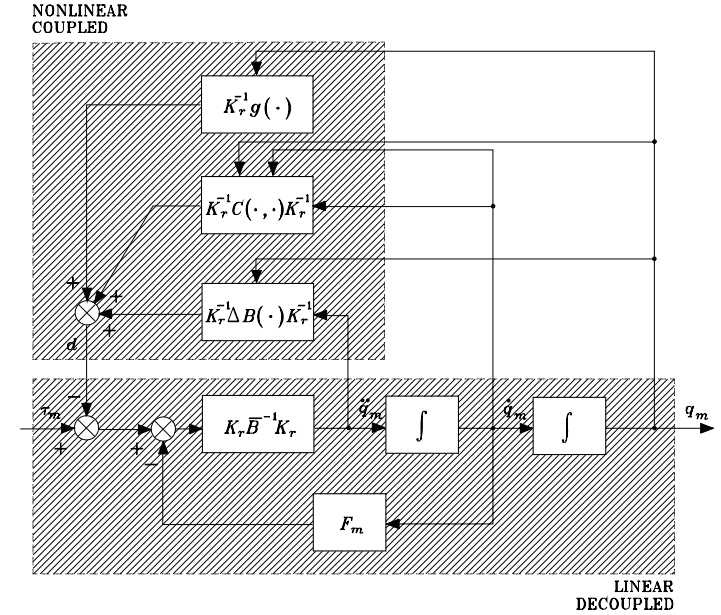 NONLINEAR
COUPLED
K_r^{-1} g(·)
K_r^{-1} C(·,·) K_r^{-1}
K_r^{-1} ΔB(·) K_r^{-1}
+
+
+
d
−
τ_m
+
+
−
K_r B̅^{-1} K_r
q̈_m
∫
q̇_m
∫
q_m
F_m
LINEAR
DECOUPLED